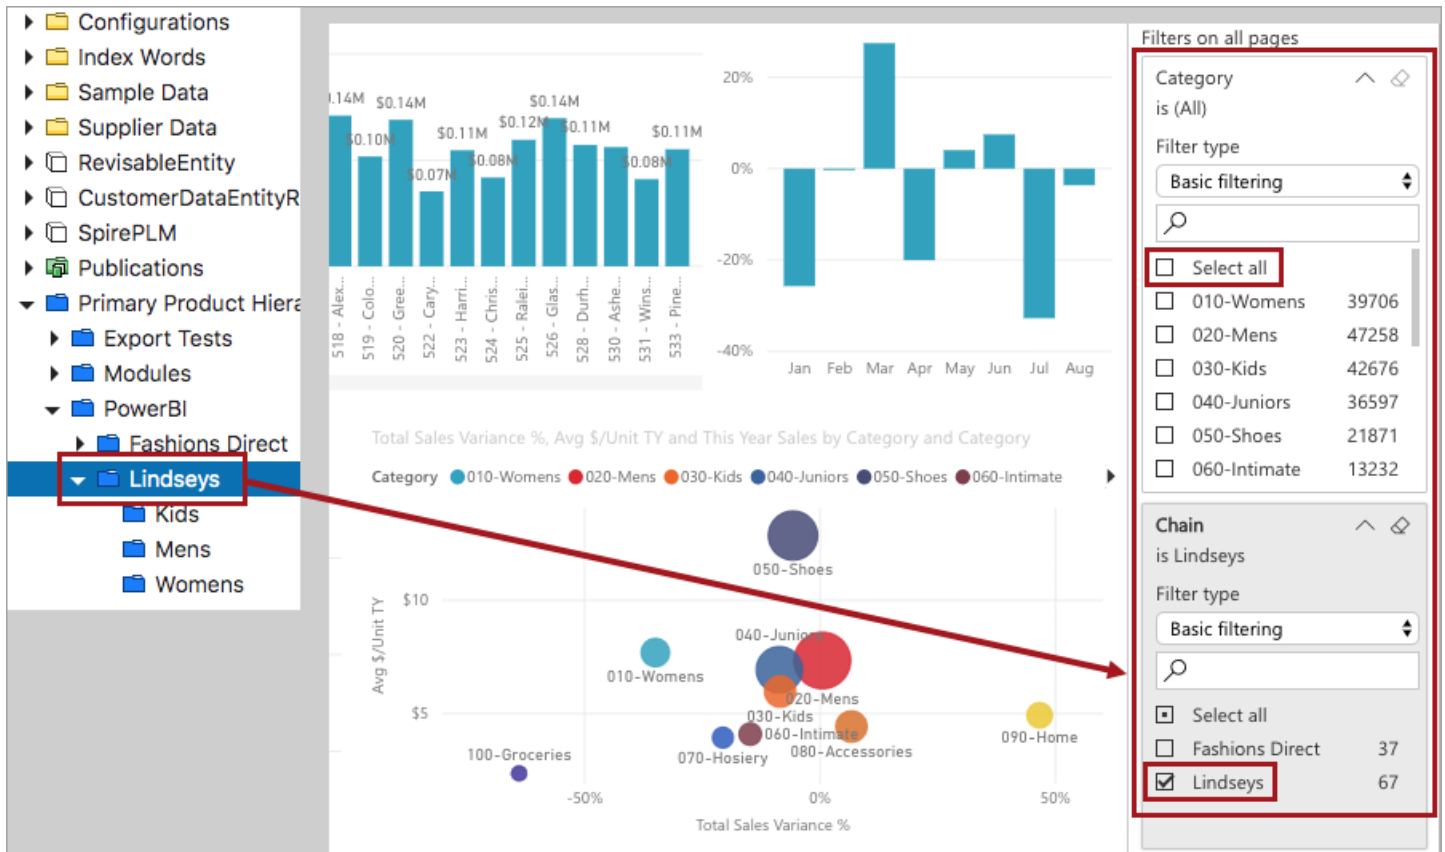 Configurations
Index Words
Sample Data
Supplier Data
RevisableEntity
CustomerDataEntityR
SpirePLM
Publications
Primary Product Hiera
Export Tests
Modules
PowerBI
Fashions Direct
Lindseys
Kids
Mens
Womens
.14M
$0.10M
$0.14M
$0.07M
$0.11M
$0.08M
$0.12M
$0.14M
$0.11M
$0.08M
$0.11M
518 - Alex...
519 - Colo...
520 - Gree...
522 - Cary...
523 - Harri...
524 - Chris...
525 - Ralei...
526 - Glas...
528 - Durh...
530 - Ashe...
531 - Wins...
533 - Pine...
20%
0%
-20%
-40%
Jan Feb Mar Apr May Jun Jul Aug
Total Sales Variance %, Avg $/Unit TY and This Year Sales by Category and Category
Category 010-Womens 020-Mens 030-Kids 040-Juniors 050-Shoes 060-Intimate
Avg $/Unit TY
$10
$5
050-Shoes
040-Juniors
010-Womens
020-Mens
030-Kids
060-Intimate
090-Home
070-Hosiery
080-Accessories
100-Groceries
-50% 0% 50%
Total Sales Variance %
Filters on all pages
Category
is (All)
Filter type
Basic filtering
Select all
010-Womens 39706
020-Mens 47258
030-Kids 42676
040-Juniors 36597
050-Shoes 21871
060-Intimate 13232
Chain
is Lindseys
Filter type
Basic filtering
Select all
Fashions Direct 37
Lindseys 67